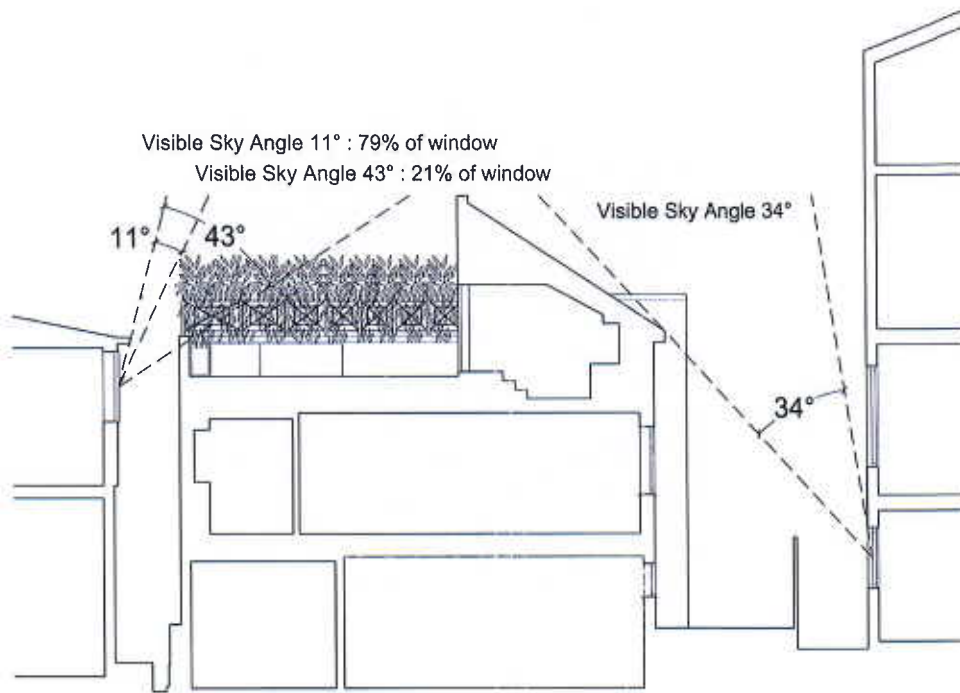 Visible Sky Angle 11° : 79% of window
Visible Sky Angle 43° : 21% of window
Visible Sky Angle 34°
11°
43°
34°